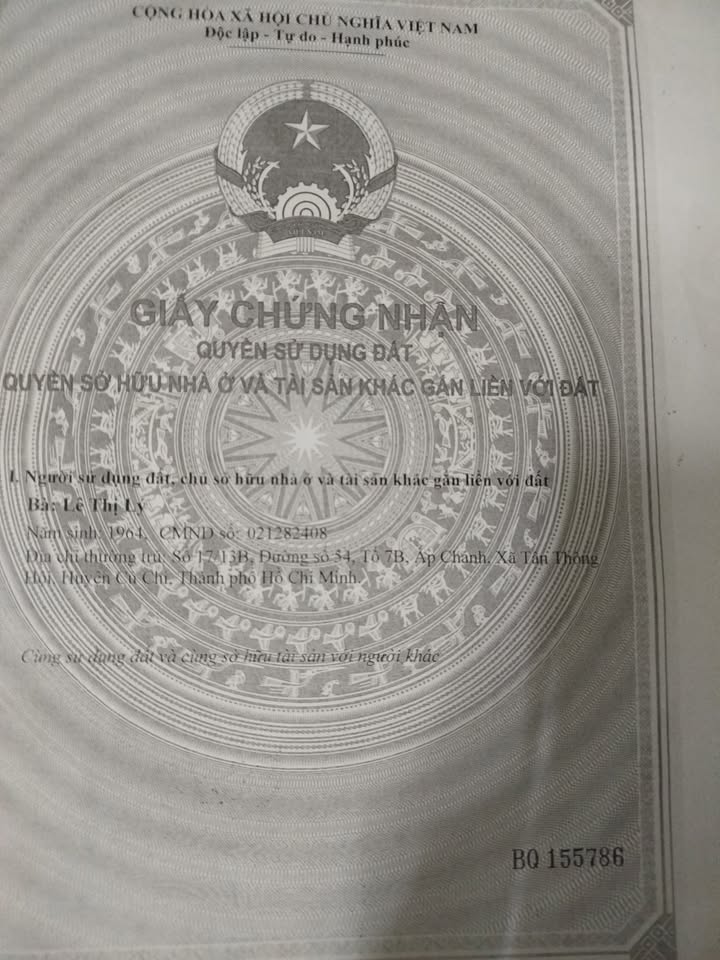 CỘNG HÒA XÃ HỘI CHỦ NGHĨA VIỆT NAM
Độc lập - Tự do - Hạnh phúc
VIỆT NAM
GIẤY CHỨNG NHẬN
QUYỀN SỬ DỤNG ĐẤT
QUYỀN SỞ HỮU NHÀ Ở VÀ TÀI SẢN KHÁC GẮN LIỀN VỚI ĐẤT
I. Người sử dụng đất, chủ sở hữu nhà ở và tài sản khác gắn liền với đất
Bà: Lê Thị Lý
Năm sinh: 1964, CMND số: 021282408
Địa chỉ thường trú: Số 17/13B, Đường số 54, Tổ 7B, Ấp Chánh, Xã Tân Thông
Hội, Huyện Củ Chi, Thành phố Hồ Chí Minh.
Cùng sử dụng đất và cùng sở hữu tài sản với người khác
BQ 155786